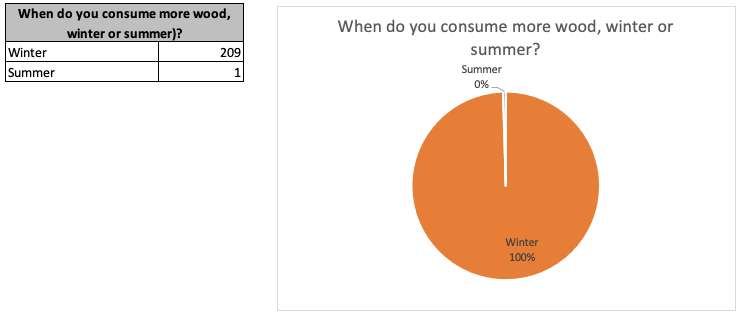 When do you consume more wood,
winter or summer)?
Winter 209
Summer 1
When do you consume more wood, winter or
summer?
Summer
0%
Winter
100%